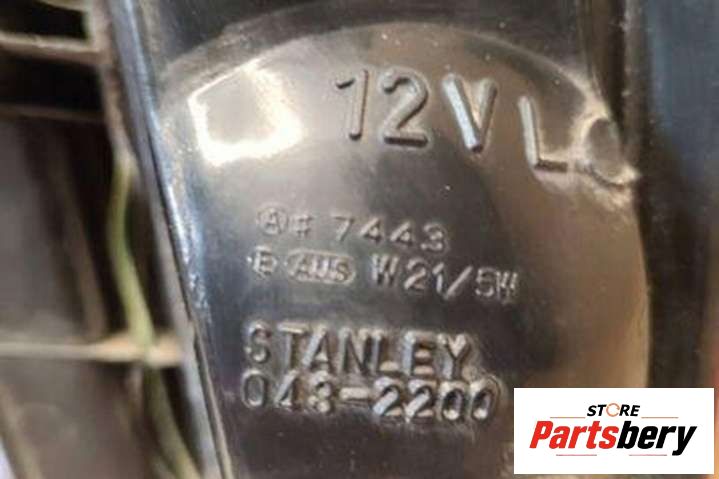 12V L
Ⓐ # 7443
E AUS W21/5W
STANLEY
043-2200
STORE
Partsbery